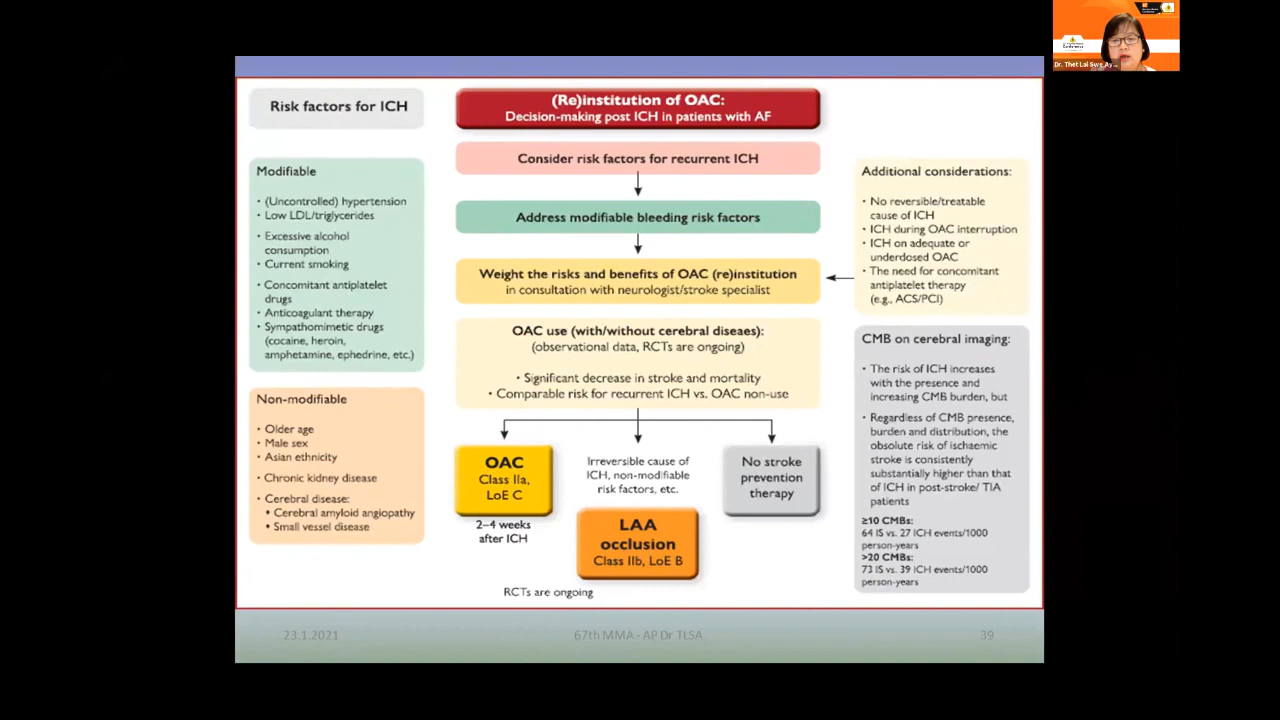 Risk factors for ICH
Modifiable
• (Uncontrolled) hypertension
• Low LDL/triglycerides
• Excessive alcohol
consumption
• Current smoking
• Concomitant antiplatelet
drugs
• Anticoagulant therapy
• Sympathomimetic drugs
(cocaine, heroin,
amphetamine, ephedrine, etc.)
Non-modifiable
• Older age
• Male sex
• Asian ethnicity
• Chronic kidney disease
• Cerebral disease:
• Cerebral amyloid angiopathy
• Small vessel disease
(Re)institution of OAC:
Decision-making post ICH in patients with AF
Consider risk factors for recurrent ICH
Address modifiable bleeding risk factors
Weight the risks and benefits of OAC (re)institution
in consultation with neurologist/stroke specialist
OAC use (with/without cerebral diseaes):
(observational data, RCTs are ongoing)
• Significant decrease in stroke and mortality
• Comparable risk for recurrent ICH vs. OAC non-use
OAC
Class IIa,
LoE C
2–4 weeks
after ICH
Irreversible cause of
ICH, non-modifiable
risk factors, etc.
LAA
occlusion
Class IIb, LoE B
No stroke
prevention
therapy
RCTs are ongoing
Additional considerations:
• No reversible/treatable
cause of ICH
• ICH during OAC interruption
• ICH on adequate or
underdosed OAC
• The need for concomitant
antiplatelet therapy
(e.g., ACS/PCI)
CMB on cerebral imaging:
• The risk of ICH increases
with the presence and
increasing CMB burden, but
• Regardless of CMB presence,
burden and distribution, the
absolute risk of ischaemic
stroke is consistently
substantially higher than that
of ICH in post-stroke/ TIA
patients
≥10 CMBs:
64 IS vs. 27 ICH events/1000
person-years
>20 CMBs:
73 IS vs. 39 ICH events/1000
person-years
23.1.2021
67th MMA - AP Dr TLSA
39
Conference
Dr. Thet Lai Swe Ay...